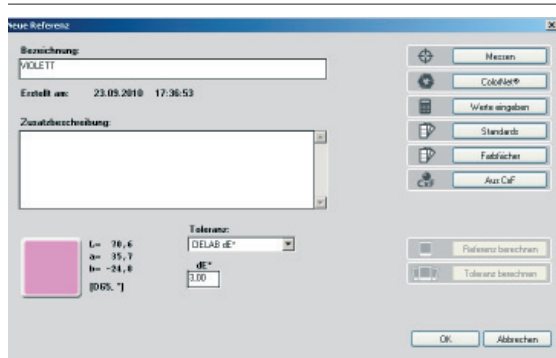 Neue Referenz
Bezeichnung:
VIOLETT
Erstellt am: 23.09.2010 17:36:53
Zusatzbeschreibung:
Messen
ColorNet®
Werte eingeben
Standards
Farbfächer
Aus CxF
L= 70,6
a= 35,7
b= -24,8
[D65, °]
Toleranz:
CIELAB dE*
dE*
3.00
Referenz berechnen
Toleranz berechnen
OK
Abbrechen